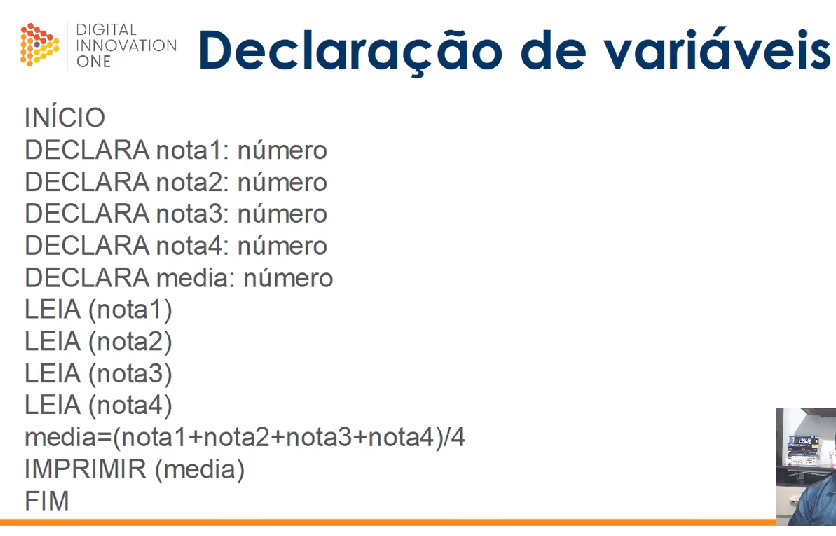 DIGITAL
INNOVATION
ONE
Declaração de variáveis
INÍCIO
DECLARA nota1: número
DECLARA nota2: número
DECLARA nota3: número
DECLARA nota4: número
DECLARA media: número
LEIA (nota1)
LEIA (nota2)
LEIA (nota3)
LEIA (nota4)
media=(nota1+nota2+nota3+nota4)/4
IMPRIMIR (media)
FIM